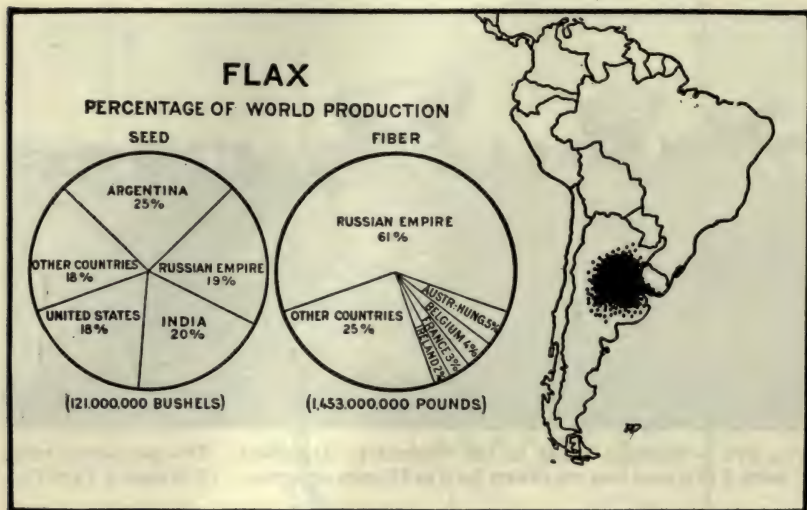 FLAX
PERCENTAGE OF WORLD PRODUCTION
SEED
ARGENTINA
25%
RUSSIAN EMPIRE
19%
INDIA
20%
UNITED STATES
18%
OTHER COUNTRIES
18%
(121.000.000 BUSHELS)
FIBER
RUSSIAN EMPIRE
61%
AUSTR-HUNG.5%
BELGIUM 4%
FRANCE 3%
IRELAND 2%
OTHER COUNTRIES
25%
(1,453.000.000 POUNDS)